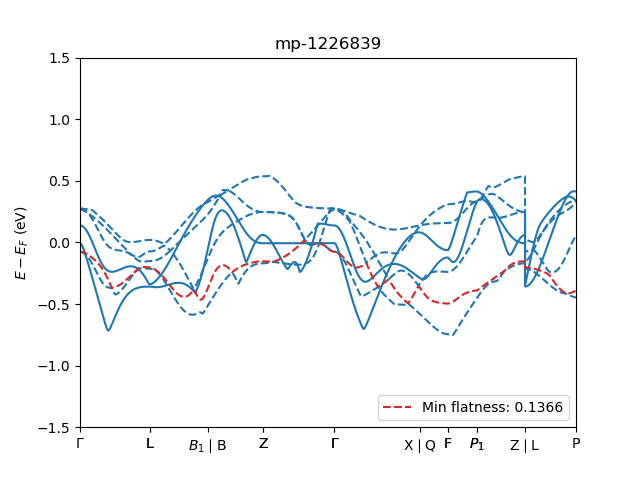 mp-1226839
E − E_F (eV)
1.5
1.0
0.5
0.0
−0.5
−1.0
−1.5
Min flatness: 0.1366
Γ L B₁ | B Z Γ X | Q F P₁ Z | L P